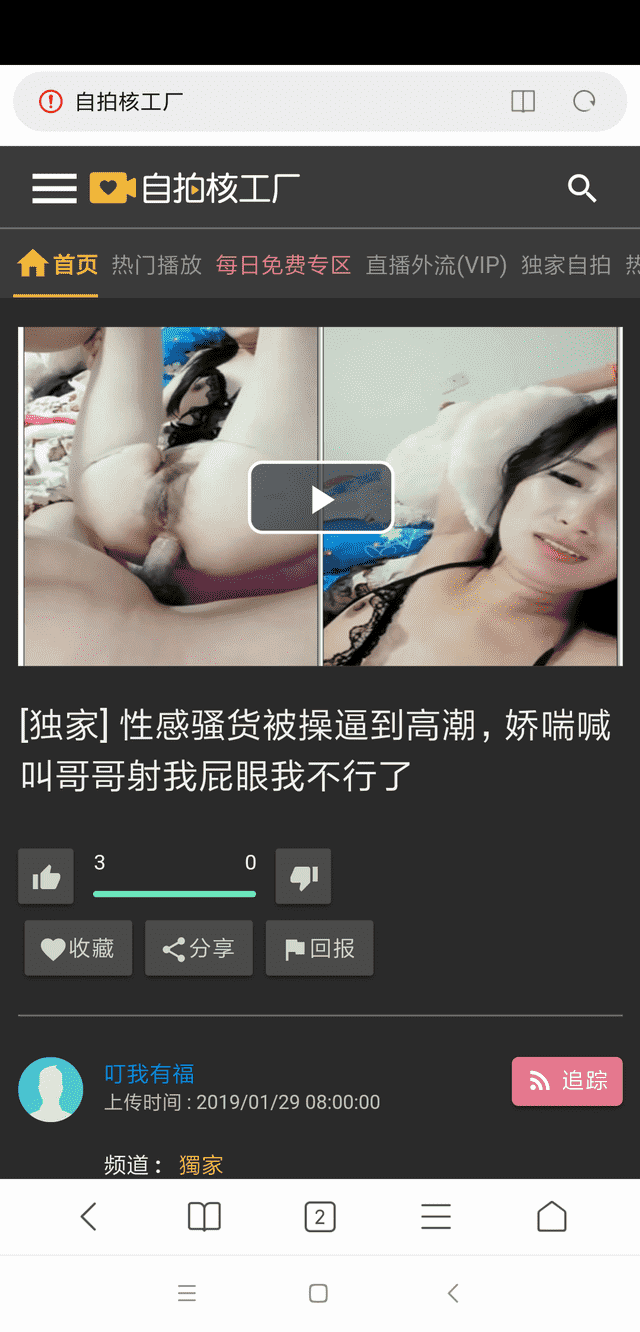 自拍核工厂
自拍核工厂
首页 热门播放 每日免费专区 直播外流(VIP) 独家自拍 热
[独家] 性感骚货被操逼到高潮，娇喘喊
叫哥哥射我屁眼我不行了
3 0
收藏 分享 回报
叮我有福
上传时间 : 2019/01/29 08:00:00
追踪
频道： 獨家
2